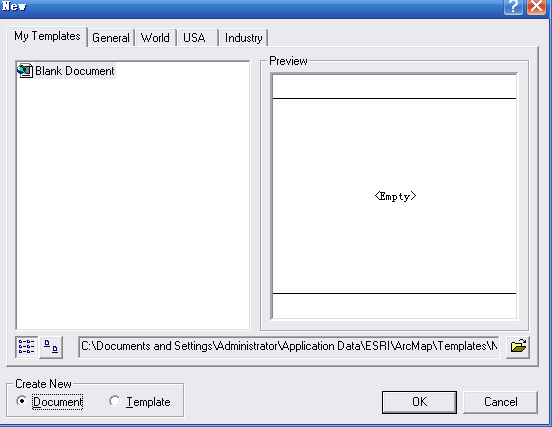 New
My Templates General World USA Industry
Blank Document
Preview
<Empty>
C:\Documents and Settings\Administrator\Application Data\ESRI\ArcMap\Templates\
Create New
Document Template
OK Cancel